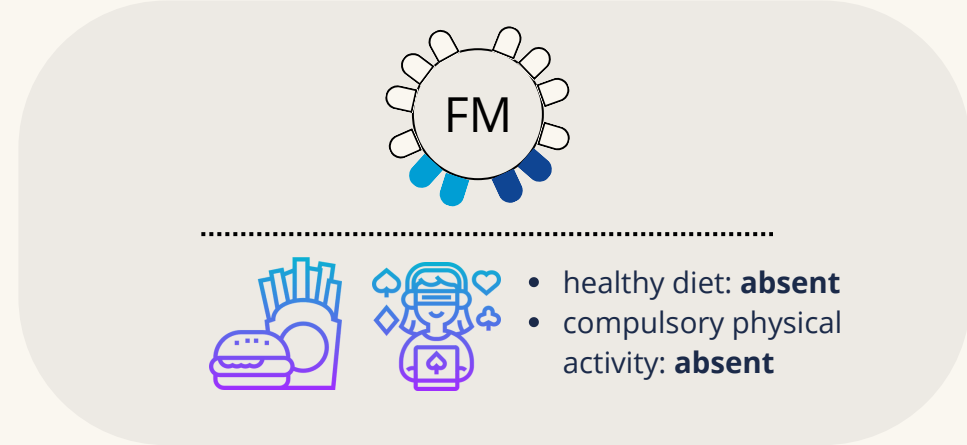 FM
healthy diet: absent
compulsory physical
activity: absent